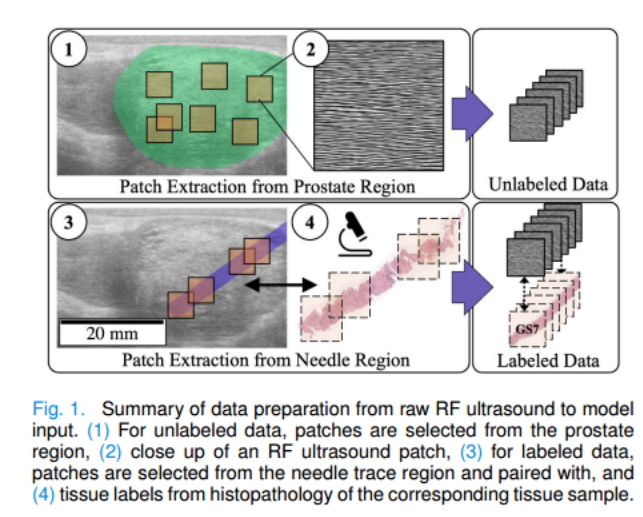 1
2
Patch Extraction from Prostate Region
Unlabeled Data
3
4
20 mm
GS7
Patch Extraction from Needle Region
Labeled Data
Fig. 1. Summary of data preparation from raw RF ultrasound to model
input. (1) For unlabeled data, patches are selected from the prostate
region, (2) close up of an RF ultrasound patch, (3) for labeled data,
patches are selected from the needle trace region and paired with, and
(4) tissue labels from histopathology of the corresponding tissue sample.